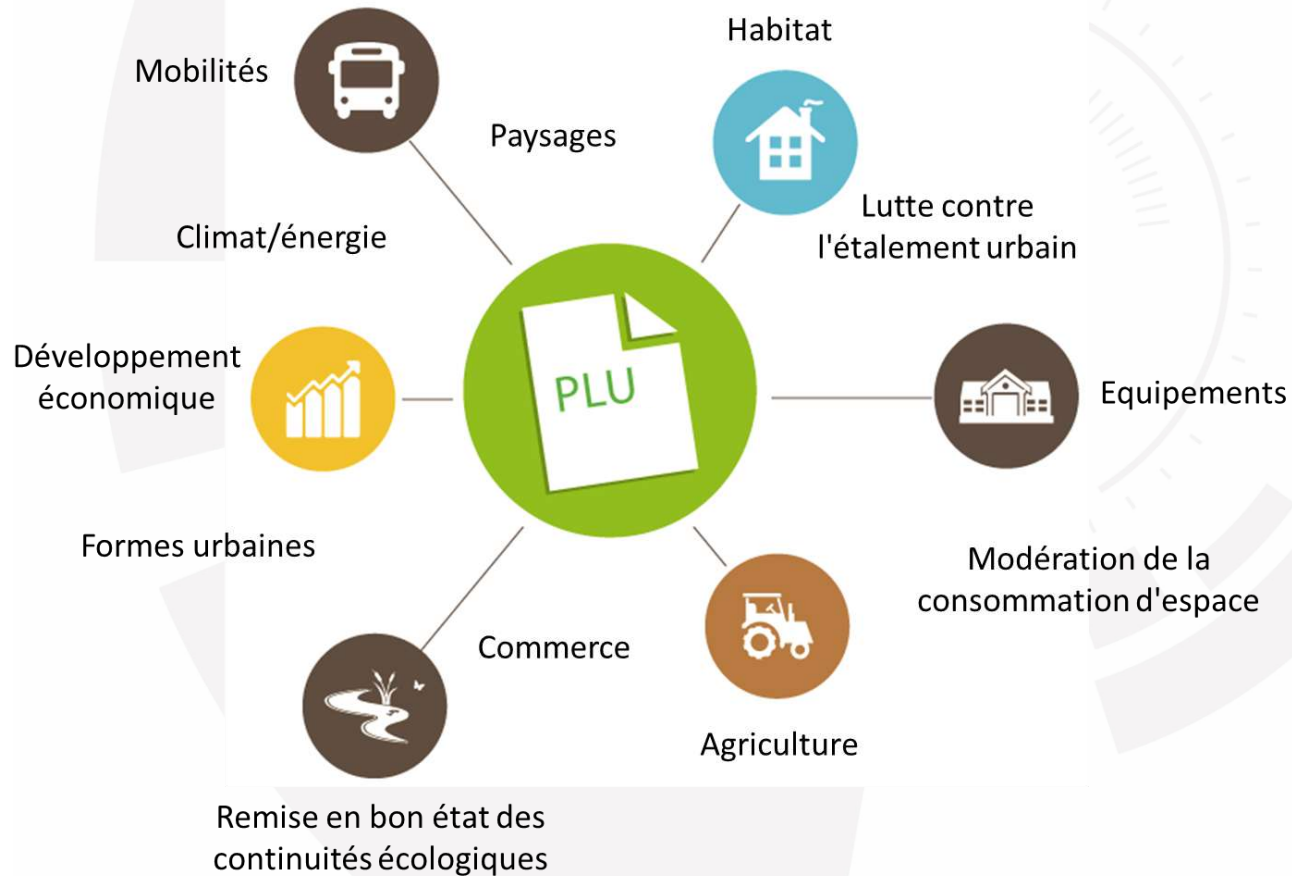 Habitat
Mobilités
Paysages
Lutte contre
l'étalement urbain
Climat/énergie
Développement
économique
PLU
Equipements
Formes urbaines
Modération de la
consommation d'espace
Commerce
Agriculture
Remise en bon état des
continuités écologiques